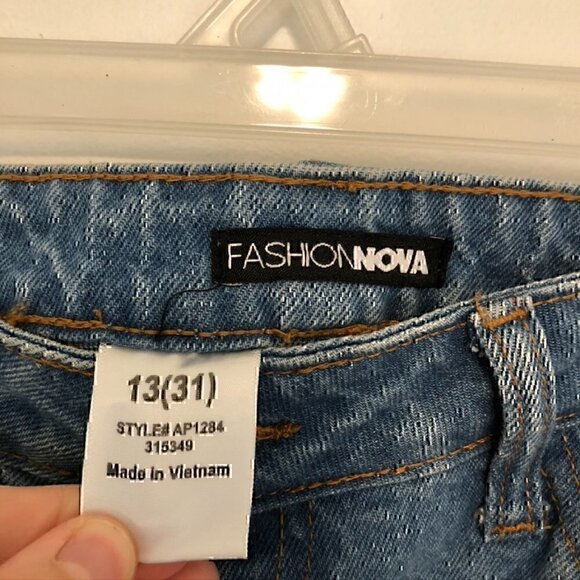 FASHIONNOVA
13(31)
STYLE# AP1284
315349
Made in Vietnam